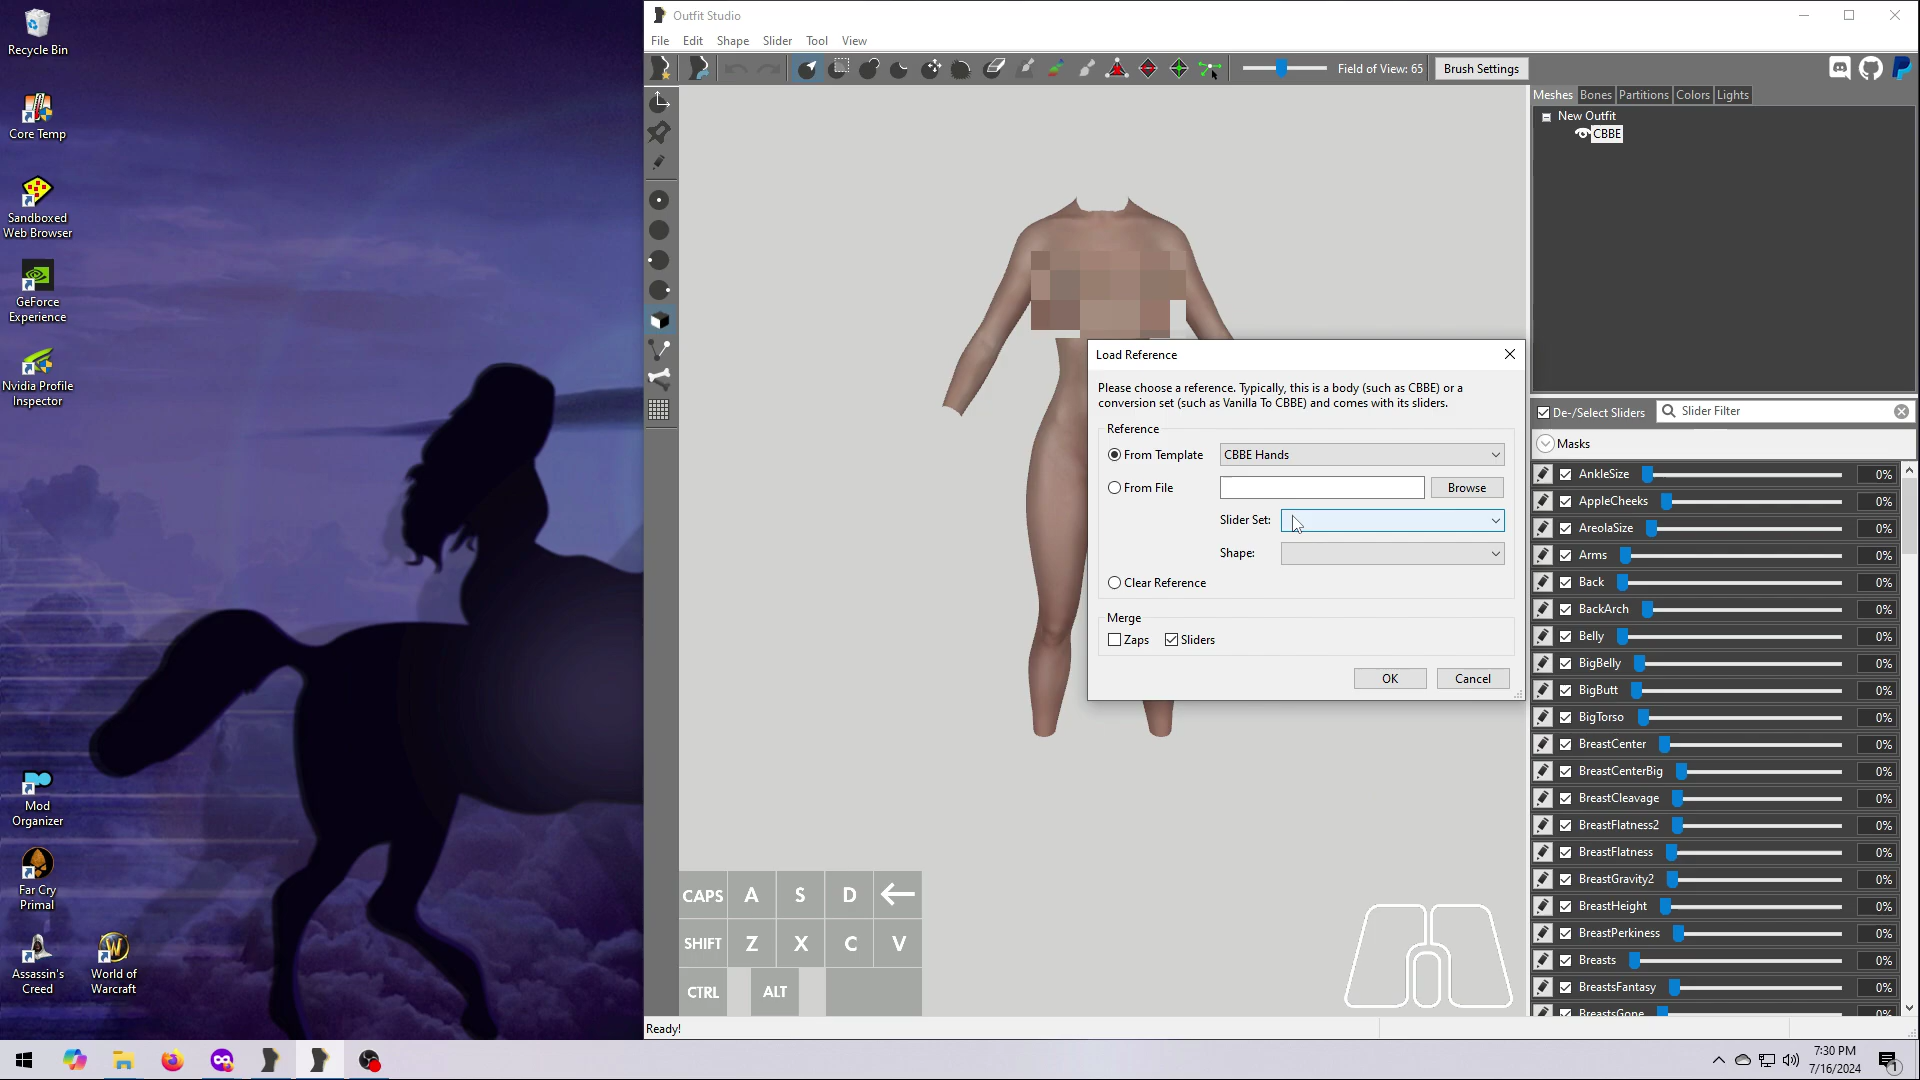 Recycle Bin
Core Temp
Sandboxed
Web Browser
GeForce
Experience
Nvidia Profile
Inspector
Mod
Organizer
Far Cry
Primal
Assassin's
Creed
World of
Warcraft
Outfit Studio
File Edit Shape Slider Tool View
Field of View: 65
Brush Settings
Meshes Bones Partitions Colors Lights
New Outfit
CBBE
Load Reference
Please choose a reference. Typically, this is a body (such as CBBE) or a
conversion set (such as Vanilla To CBBE) and comes with its sliders.
Reference
From Template CBBE Hands
From File Browse
Slider Set:
Shape:
Clear Reference
Merge
Zaps Sliders
OK Cancel
De-/Select Sliders Slider Filter
Masks
AnkleSize 0%
AppleCheeks 0%
AreolaSize 0%
Arms 0%
Back 0%
BackArch 0%
Belly 0%
BigBelly 0%
BigButt 0%
BigTorso 0%
BreastCenter 0%
BreastCenterBig 0%
BreastCleavage 0%
BreastFlatness2 0%
BreastFlatness 0%
BreastGravity2 0%
BreastHeight 0%
BreastPerkiness 0%
Breasts 0%
BreastsFantasy 0%
BreastsGone 0%
CAPS A S D
SHIFT Z X C V
CTRL ALT
Ready!
7:30 PM
7/16/2024
1